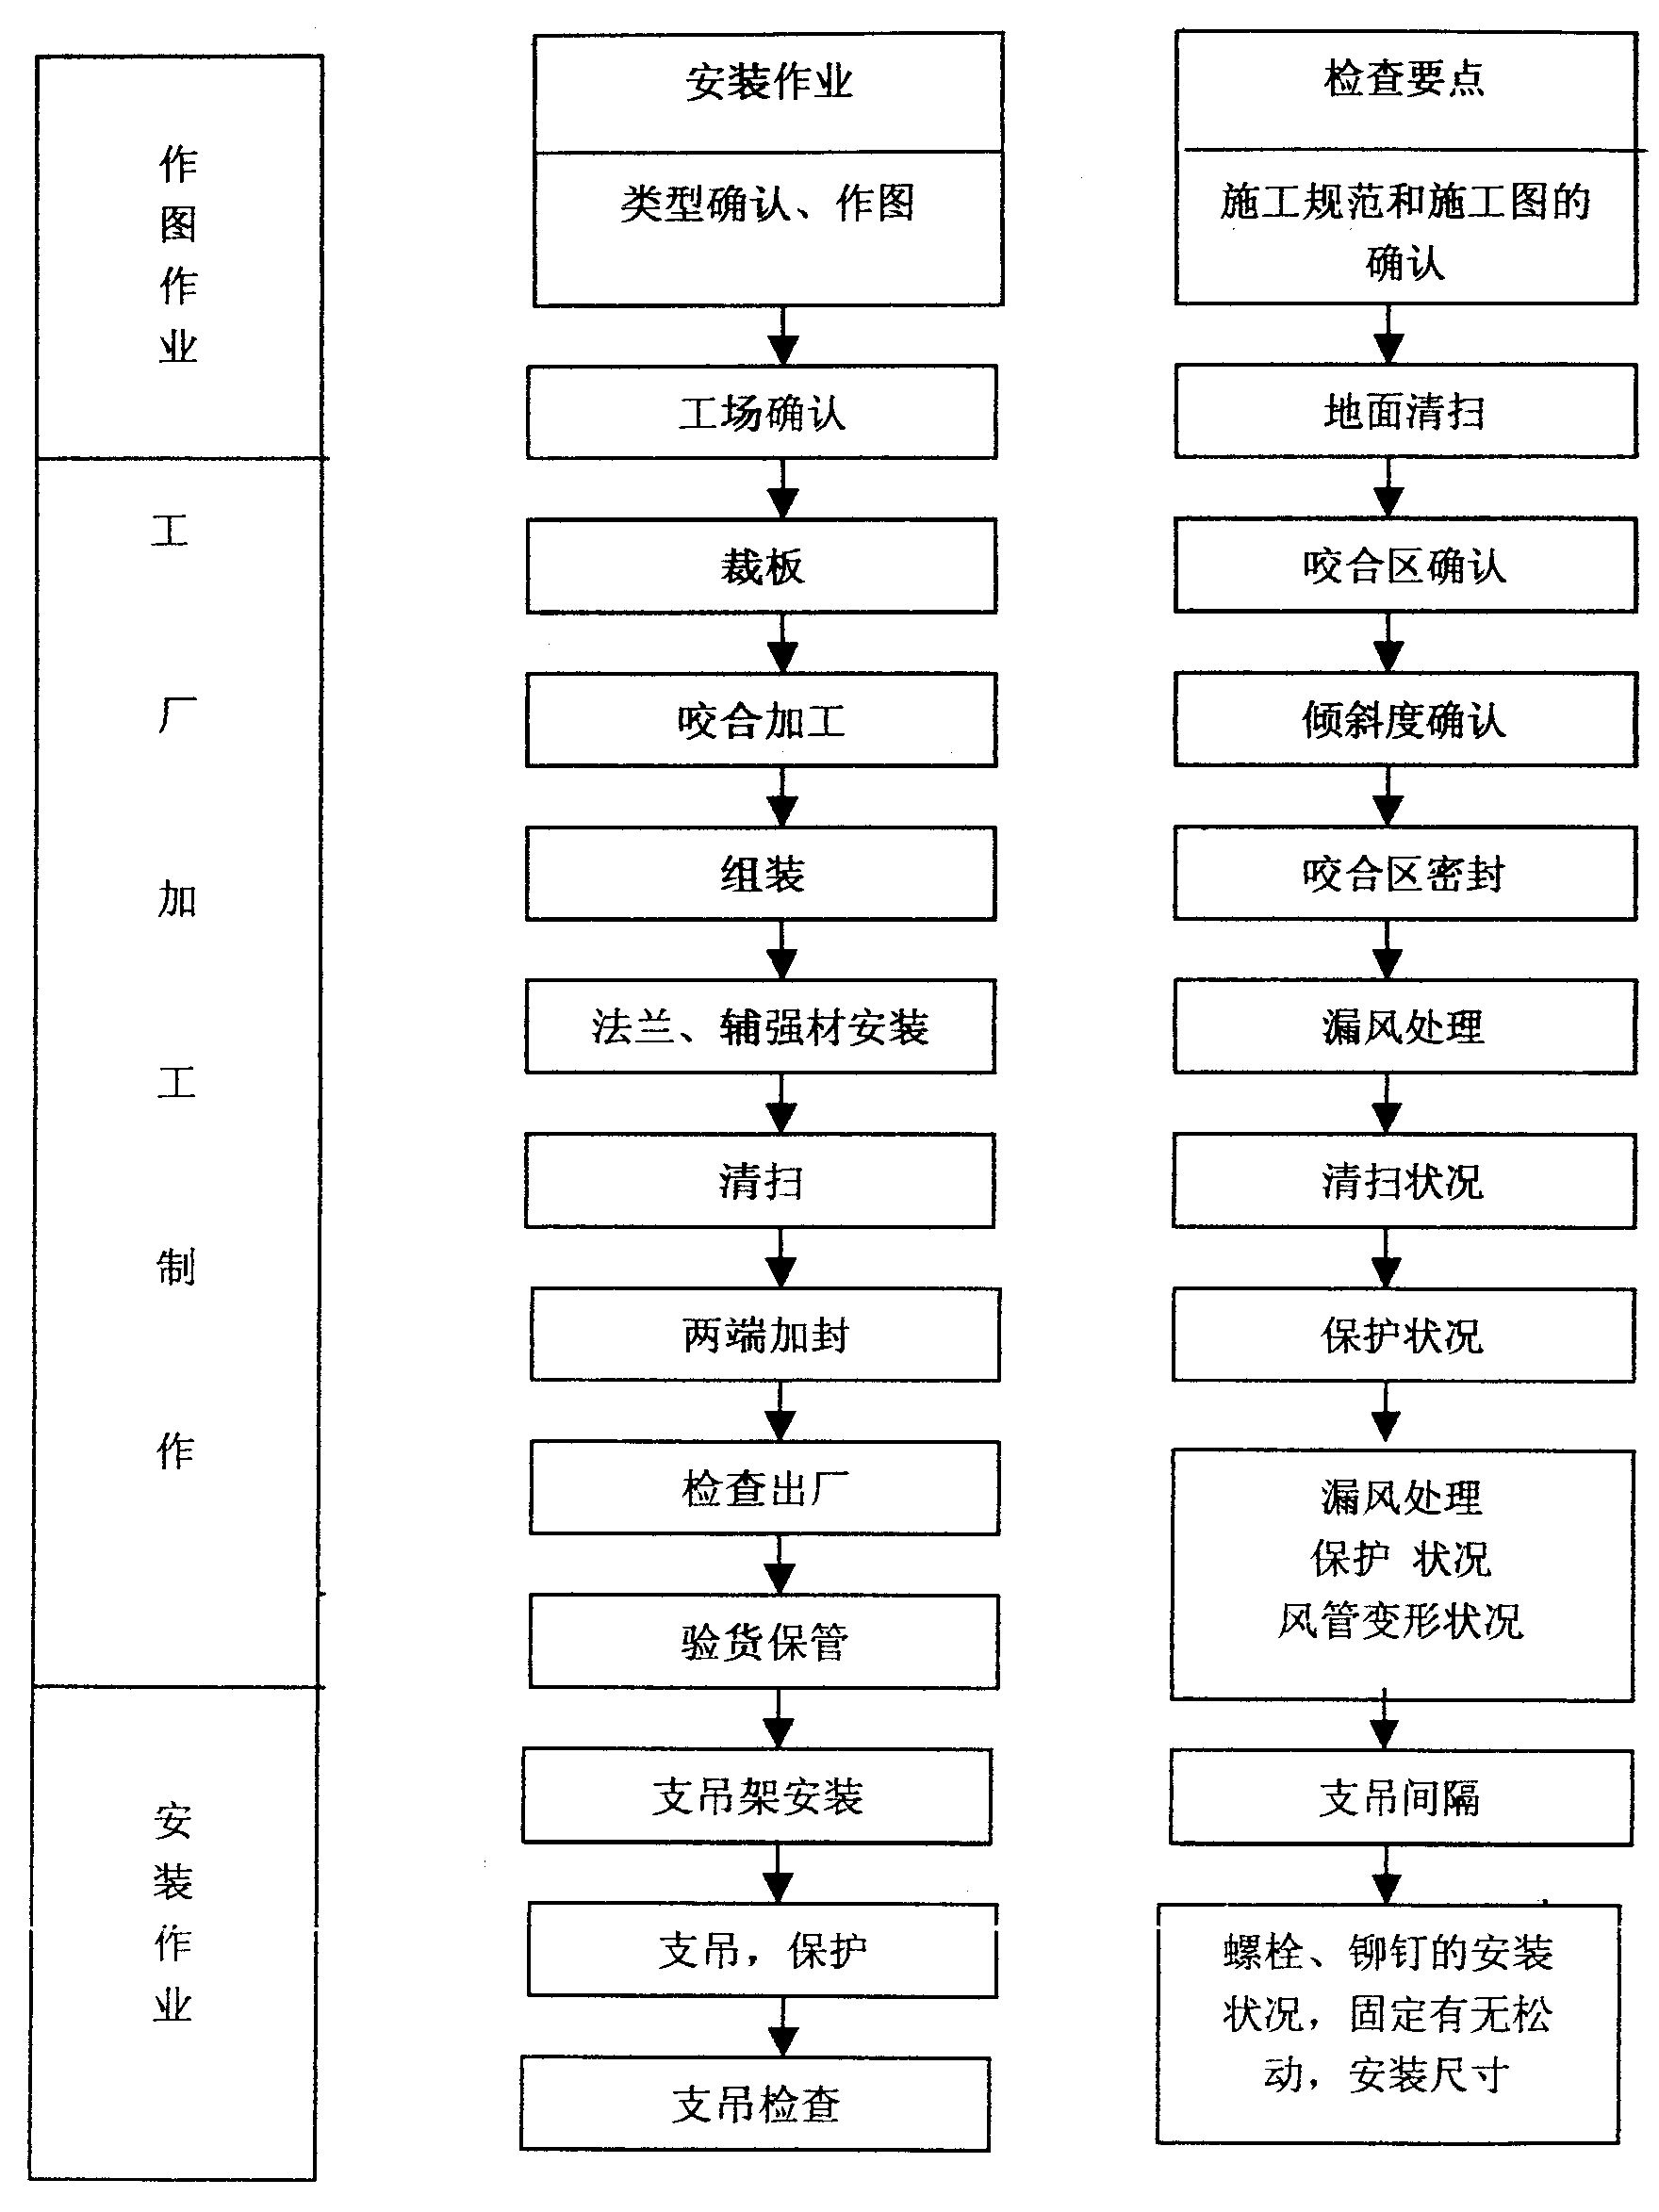 作
图
作
业
工
厂
加
工
制
作
安
装
作
业
安装作业
类型确认、作图
工场确认
裁板
咬合加工
组装
法兰、辅强材安装
清扫
两端加封
检查出厂
验货保管
支吊架安装
支吊，保护
支吊检查
检查要点
施工规范和施工图的
确认
地面清扫
咬合区确认
倾斜度确认
咬合区密封
漏风处理
清扫状况
保护状况
漏风处理
保护 状况
风管变形状况
支吊间隔
螺栓、铆钉的安装
状况，固定有无松
动，安装尺寸